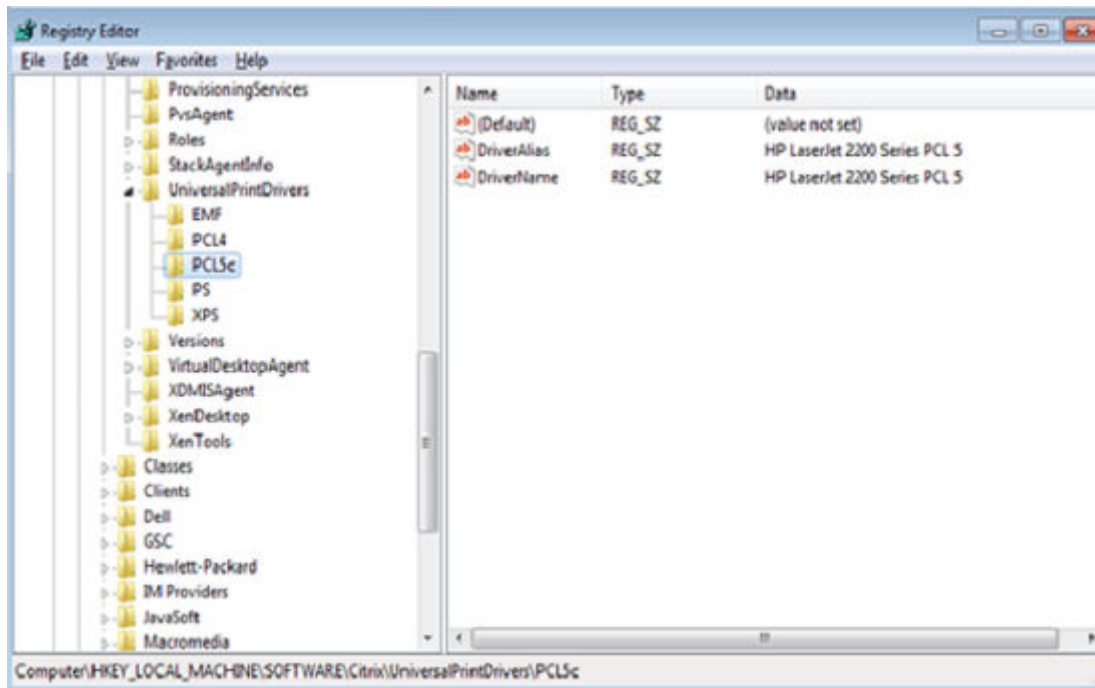 Registry Editor
File Edit View Favorites Help
ProvisioningServices
PvsAgent
Roles
StackAgentInfo
UniversalPrintDrivers
EMF
PCL4
PCL5c
PS
XPS
Versions
VirtualDesktopAgent
XDMISAgent
XenDesktop
XenTools
Classes
Clients
Dell
GSC
Hewlett-Packard
IM Providers
JavaSoft
Macromedia
Name Type Data
ab (Default) REG_SZ (value not set)
ab DriverAlias REG_SZ HP LaserJet 2200 Series PCL 5
ab DriverName REG_SZ HP LaserJet 2200 Series PCL 5
Computer\HKEY_LOCAL_MACHINE\SOFTWARE\Citrix\UniversalPrintDrivers\PCL5c